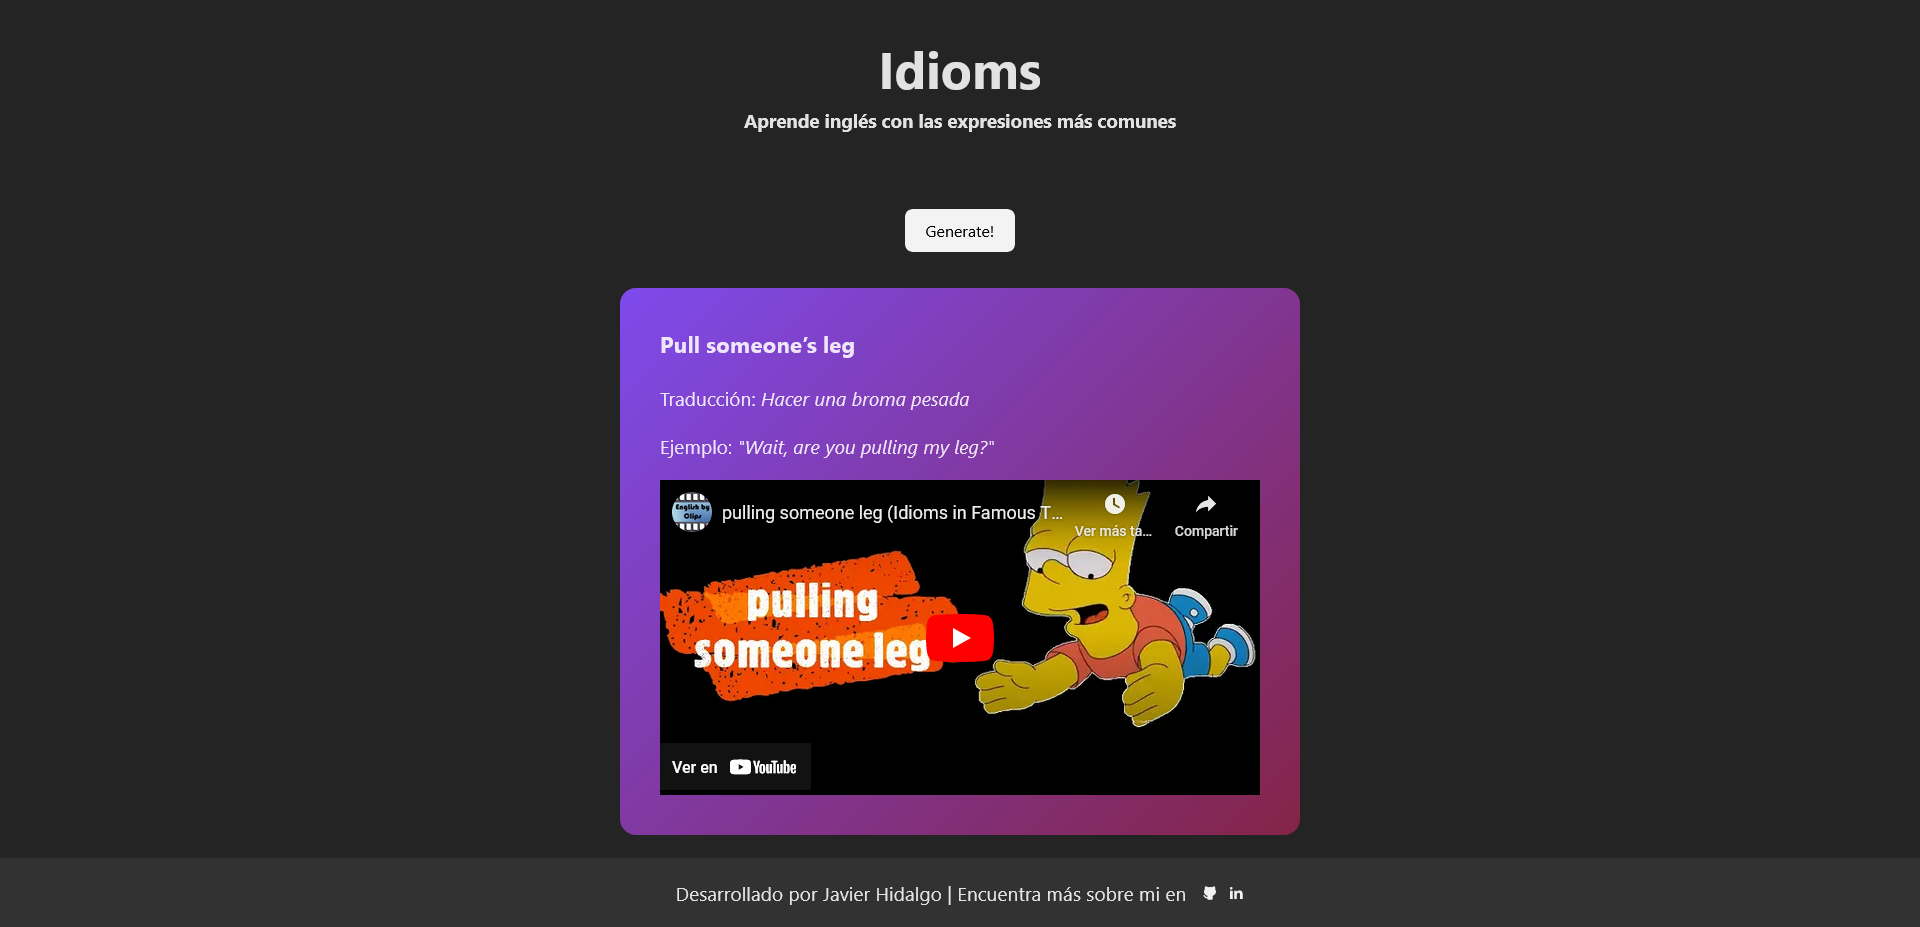 Idioms
Aprende inglés con las expresiones más comunes
Generate!
Pull someone’s leg
Traducción: Hacer una broma pesada
Ejemplo: "Wait, are you pulling my leg?"
English by
Clips
pulling someone leg (Idioms in Famous T...
Ver más ta...
Compartir
pulling
someone leg
Ver en YouTube
Desarrollado por Javier Hidalgo | Encuentra más sobre mi en in